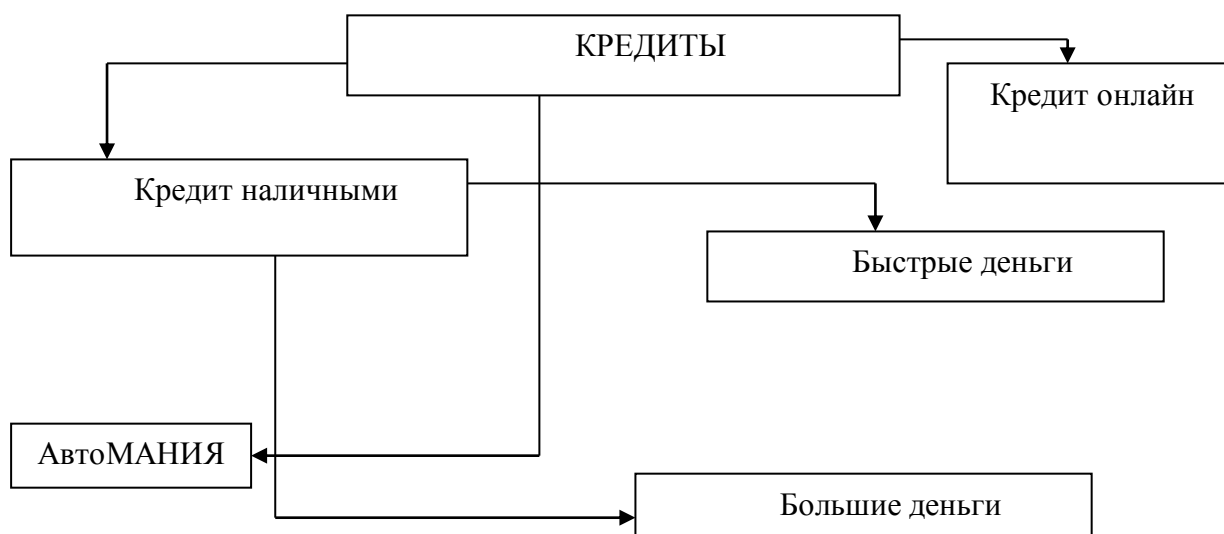 КРЕДИТЫ
Кредит онлайн
Кредит наличными
Быстрые деньги
АвтоМАНИЯ
Большие деньги